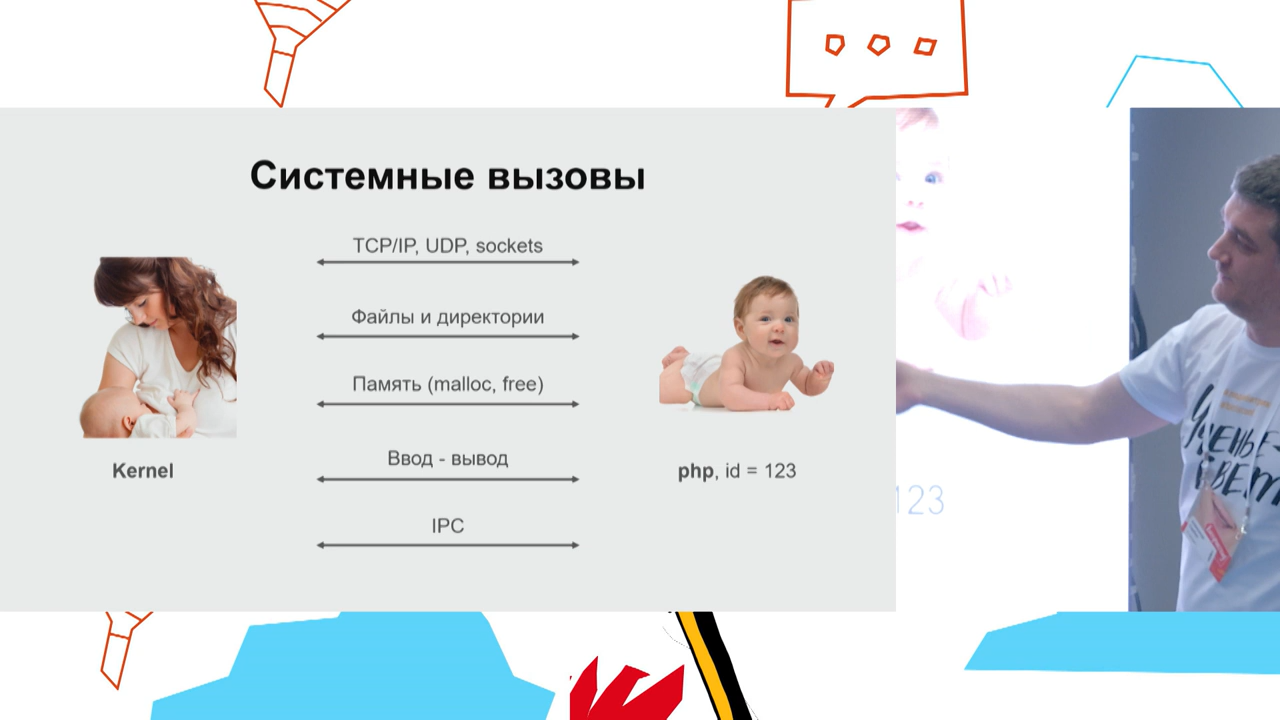 Системные вызовы
TCP/IP, UDP, sockets
Файлы и директории
Память (malloc, free)
Ввод - вывод
IPC
Kernel
php, id = 123
123